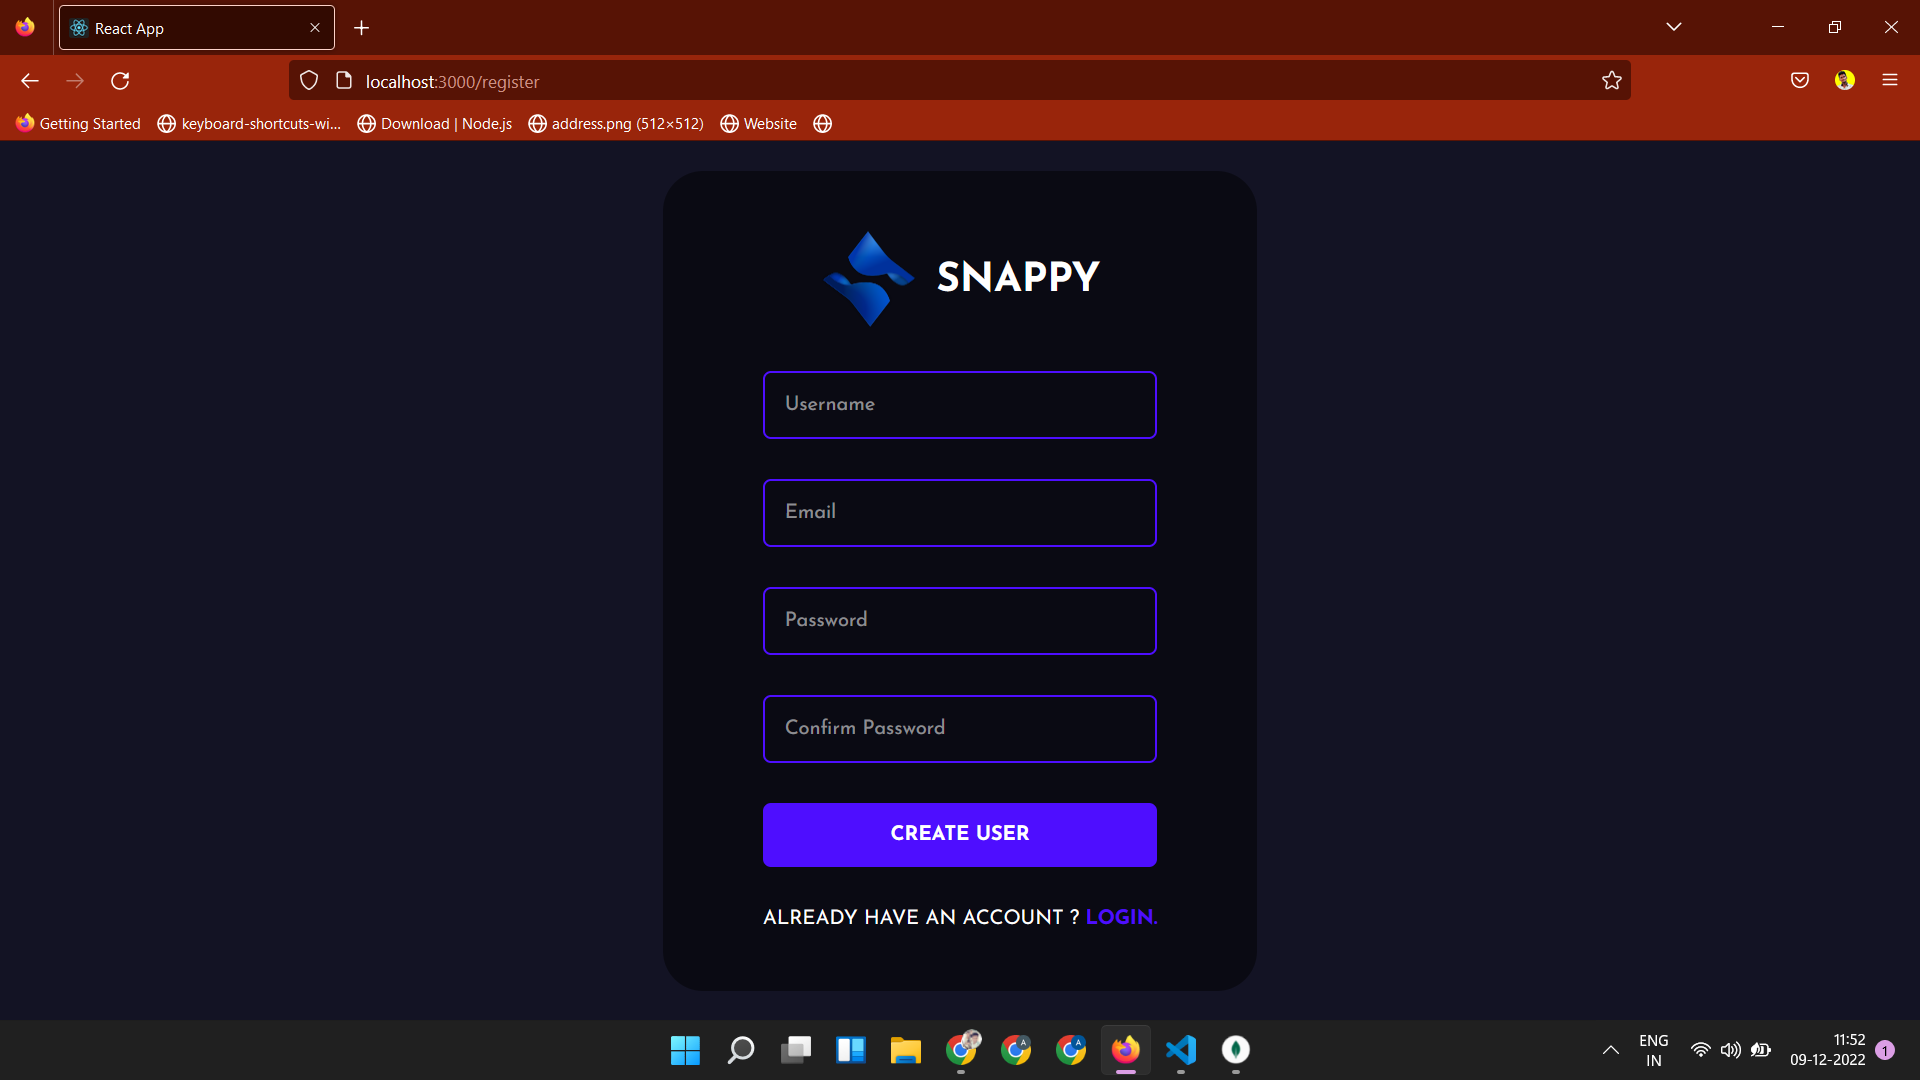 React App
localhost:3000/register
Getting Started keyboard-shortcuts-wi... Download | Node.js address.png (512×512) Website
SNAPPY
Username
Email
Password
Confirm Password
CREATE USER
ALREADY HAVE AN ACCOUNT ? LOGIN.
A
A
ENG
IN
11:52
09-12-2022
1